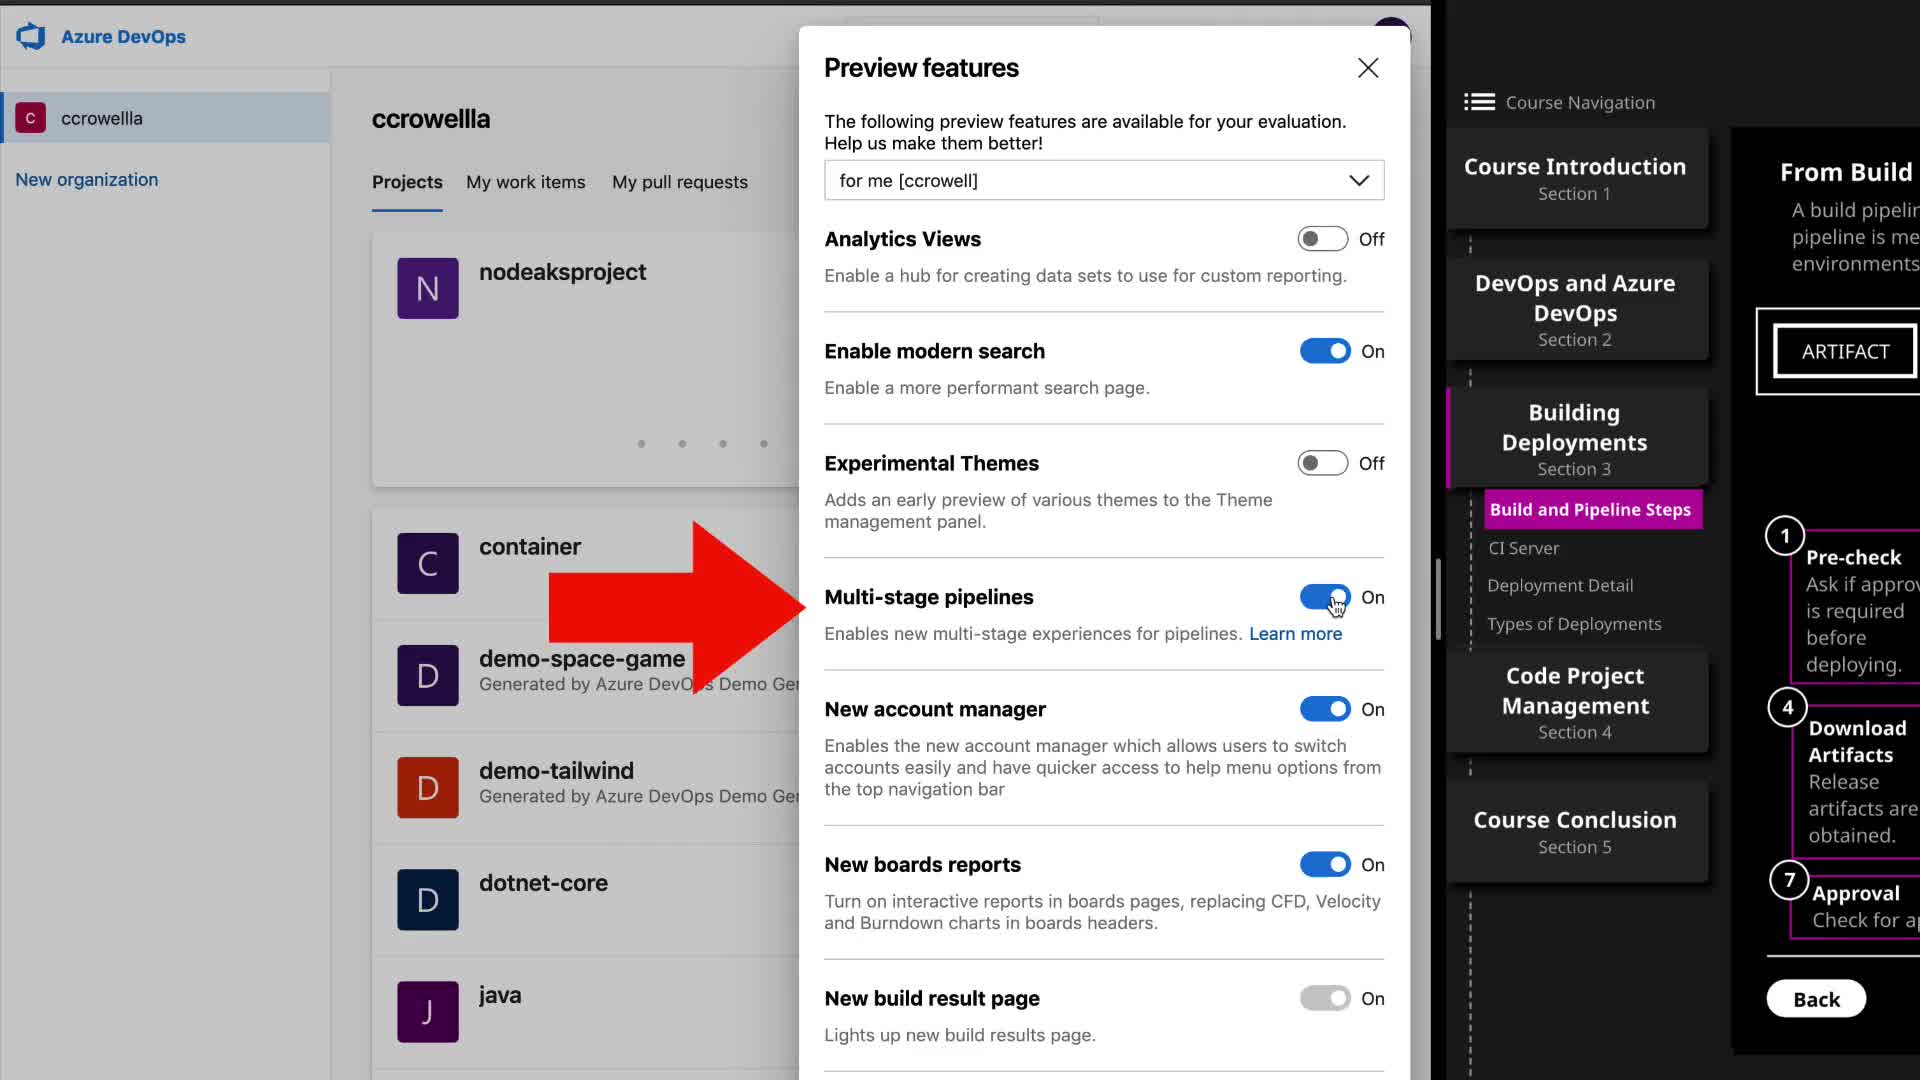 Azure DevOps
C
ccrowellla
New organization
ccrowellla
Projects
My work items
My pull requests
N
nodeaksproject
C
container
D
demo-space-game
Generated by Azure DevOps Demo Gen
D
demo-tailwind
Generated by Azure DevOps Demo Gen
D
dotnet-core
J
java
Preview features
The following preview features are available for your evaluation.
Help us make them better!
for me [ccrowell]
Analytics Views
Off
Enable a hub for creating data sets to use for custom reporting.
Enable modern search
On
Enable a more performant search page.
Experimental Themes
Off
Adds an early preview of various themes to the Theme
management panel.
Multi-stage pipelines
On
Enables new multi-stage experiences for pipelines. Learn more
New account manager
On
Enables the new account manager which allows users to switch
accounts easily and have quicker access to help menu options from
the top navigation bar
New boards reports
On
Turn on interactive reports in boards pages, replacing CFD, Velocity
and Burndown charts in boards headers.
New build result page
On
Lights up new build results page.
Course Navigation
Course Introduction
Section 1
DevOps and Azure
DevOps
Section 2
Building
Deployments
Section 3
Build and Pipeline Steps
CI Server
Deployment Detail
Types of Deployments
Code Project
Management
Section 4
Course Conclusion
Section 5
From Build
A build pipelin
pipeline is me
environments
ARTIFACT
1
Pre-check
Ask if approv
is required
before
deploying.
4
Download
Artifacts
Release
artifacts are
obtained.
7
Approval
Check for ap
Back